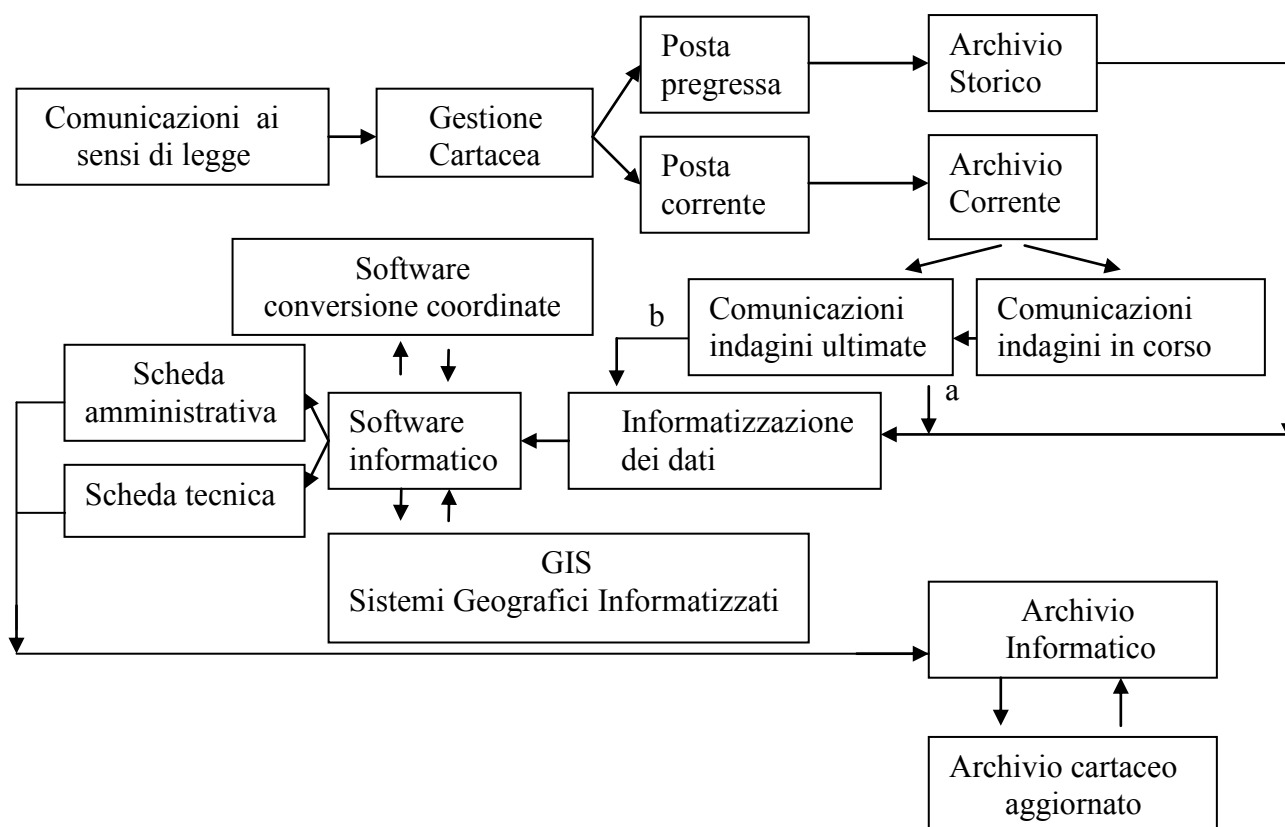 Comunicazioni ai
sensi di legge
Gestione
Cartacea
Posta
pregressa
Archivio
Storico
Posta
corrente
Archivio
Corrente
Software
conversione coordinate
b
Comunicazioni
indagini ultimate
Comunicazioni
indagini in corso
a
Scheda
amministrativa
Software
informatico
Informatizzazione
dei dati
Scheda tecnica
GIS
Sistemi Geografici Informatizzati
Archivio
Informatico
Archivio cartaceo
aggiornato